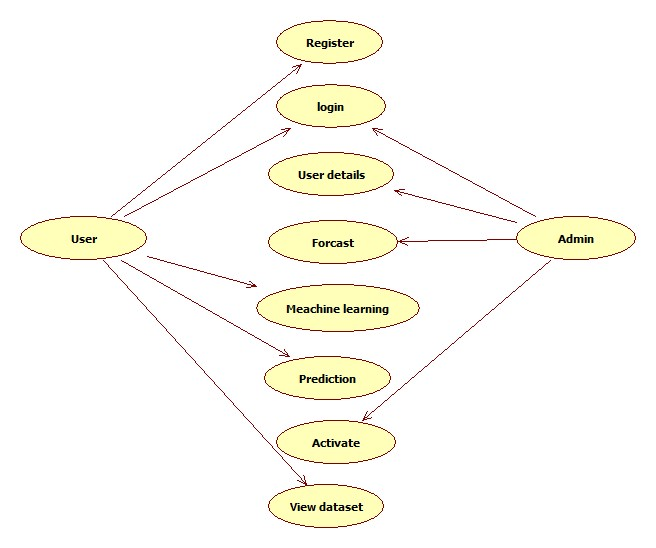 Register
login
User details
User
Forcast
Admin
Meachine learning
Prediction
Activate
View dataset